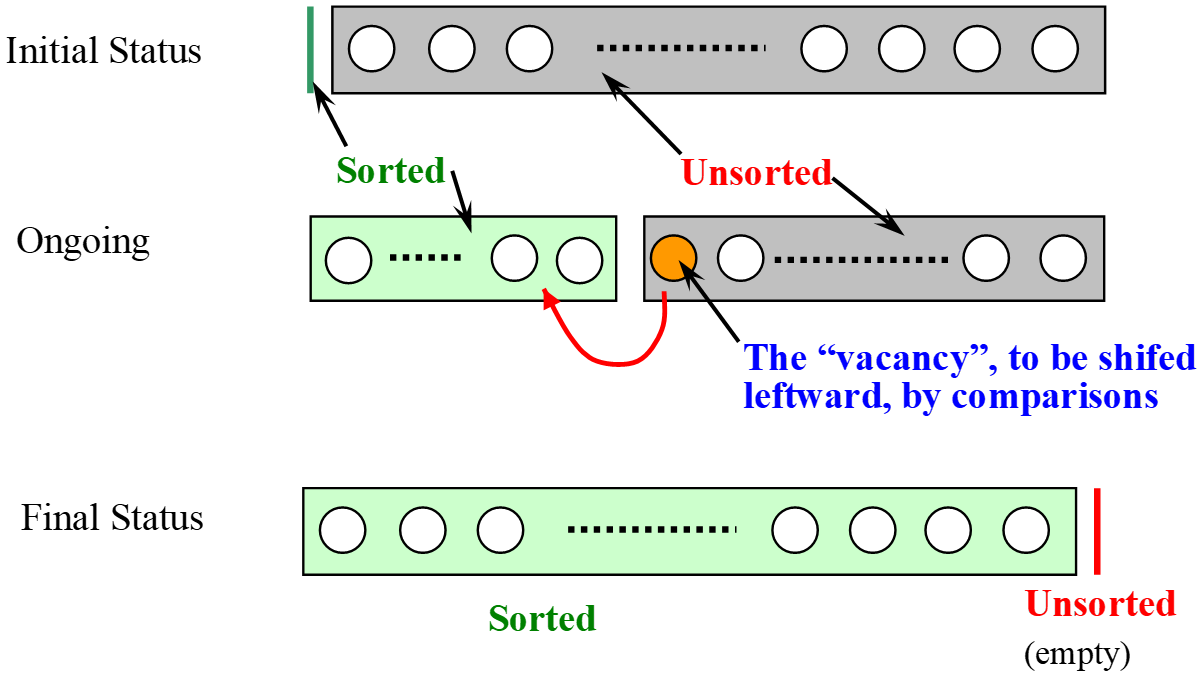 Initial Status
Sorted
Unsorted
Ongoing
The “vacancy”, to be shifed
leftward, by comparisons
Final Status
Sorted
Unsorted
(empty)